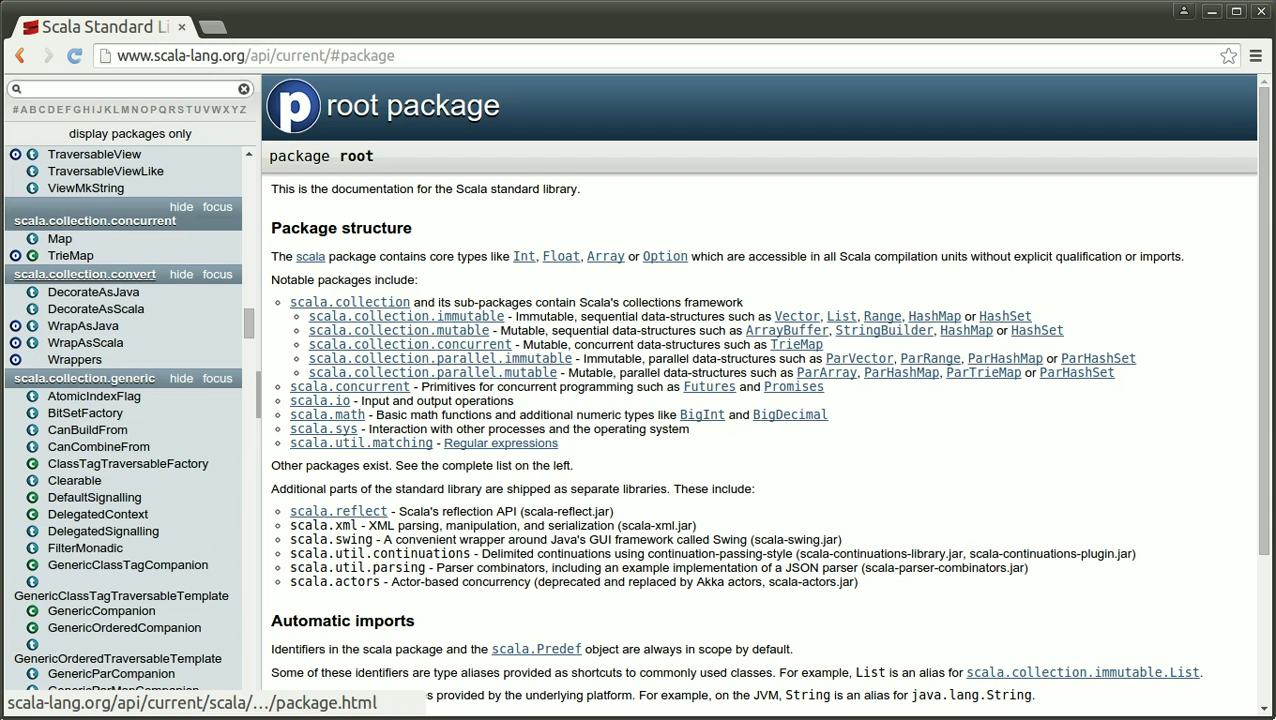 Scala Standard Li
www.scala-lang.org/api/current/#package
#ABCDEFGHIJKLMNOPQRSTUVWXYZ
display packages only
TraversableView
TraversableViewLike
ViewMkString
hide focus
scala.collection.concurrent
Map
TrieMap
scala.collection.convert hide focus
DecorateAsJava
DecorateAsScala
WrapAsJava
WrapAsScala
Wrappers
scala.collection.generic hide focus
AtomicIndexFlag
BitSetFactory
CanBuildFrom
CanCombineFrom
ClassTagTraversableFactory
Clearable
DefaultSignalling
DelegatedContext
DelegatedSignalling
FilterMonadic
GenericClassTagCompanion
GenericClassTagTraversableTemplate
GenericCompanion
GenericOrderedCompanion
GenericOrderedTraversableTemplate
GenericParCompanion
scala-lang.org/api/current/scala/…/package.html
p root package
package root
This is the documentation for the Scala standard library.
Package structure
The scala package contains core types like Int, Float, Array or Option which are accessible in all Scala compilation units without explicit qualification or imports.
Notable packages include:
scala.collection and its sub-packages contain Scala's collections framework
scala.collection.immutable - Immutable, sequential data-structures such as Vector, List, Range, HashMap or HashSet
scala.collection.mutable - Mutable, sequential data-structures such as ArrayBuffer, StringBuilder, HashMap or HashSet
scala.collection.concurrent - Mutable, concurrent data-structures such as TrieMap
scala.collection.parallel.immutable - Immutable, parallel data-structures such as ParVector, ParRange, ParHashMap or ParHashSet
scala.collection.parallel.mutable - Mutable, parallel data-structures such as ParArray, ParHashMap, ParTrieMap or ParHashSet
scala.concurrent - Primitives for concurrent programming such as Futures and Promises
scala.io - Input and output operations
scala.math - Basic math functions and additional numeric types like BigInt and BigDecimal
scala.sys - Interaction with other processes and the operating system
scala.util.matching - Regular expressions
Other packages exist. See the complete list on the left.
Additional parts of the standard library are shipped as separate libraries. These include:
scala.reflect - Scala's reflection API (scala-reflect.jar)
scala.xml - XML parsing, manipulation, and serialization (scala-xml.jar)
scala.swing - A convenient wrapper around Java's GUI framework called Swing (scala-swing.jar)
scala.util.continuations - Delimited continuations using continuation-passing-style (scala-continuations-library.jar, scala-continuations-plugin.jar)
scala.util.parsing - Parser combinators, including an example implementation of a JSON parser (scala-parser-combinators.jar)
scala.actors - Actor-based concurrency (deprecated and replaced by Akka actors, scala-actors.jar)
Automatic imports
Identifiers in the scala package and the scala.Predef object are always in scope by default.
Some of these identifiers are type aliases provided as shortcuts to commonly used classes. For example, List is an alias for scala.collection.immutable.List.
s provided by the underlying platform. For example, on the JVM, String is an alias for java.lang.String.